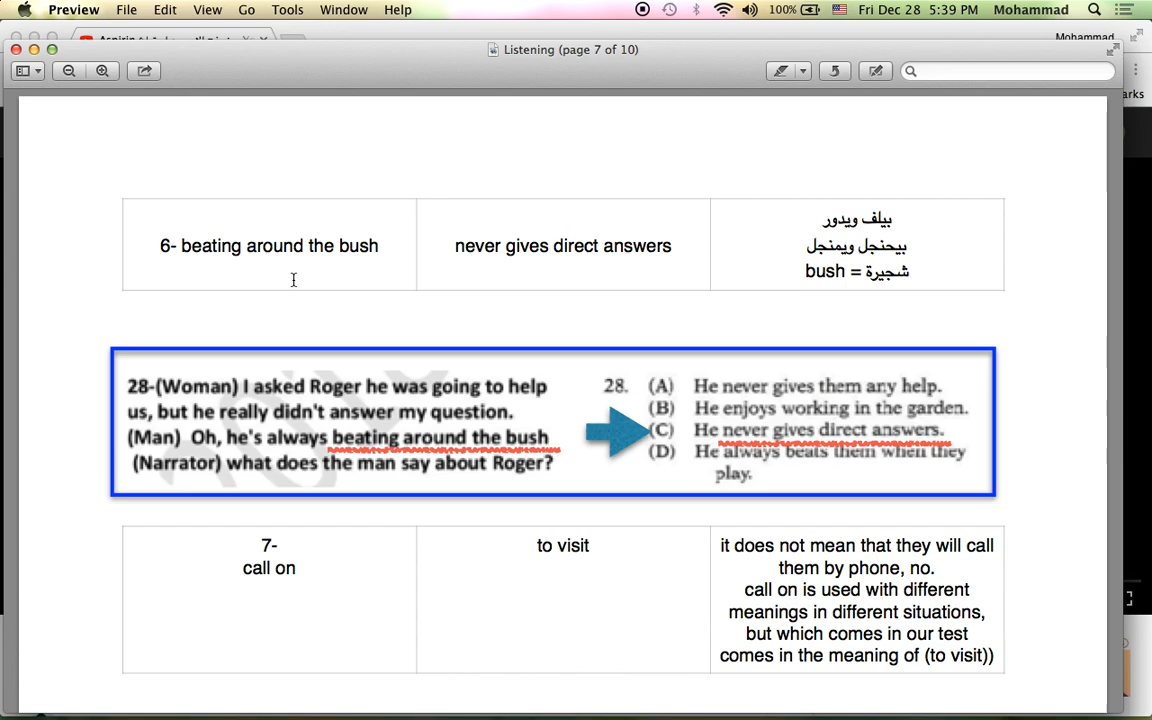 Preview File Edit View Go Tools Window Help 100% Fri Dec 28 5:39 PM Mohammad
Mohammad
Listening (page 7 of 10)
arks
6- beating around the bush
never gives direct answers
بيلف ويدور
بيحنجل ويمنجل
bush = شجيرة
28-(Woman) I asked Roger he was going to help
us, but he really didn't answer my question.
(Man) Oh, he's always beating around the bush
(Narrator) what does the man say about Roger?
28. (A) He never gives them any help.
(B) He enjoys working in the garden.
(C) He never gives direct answers.
(D) He always beats them when they
play.
7-
call on
to visit
it does not mean that they will call
them by phone, no.
call on is used with different
meanings in different situations,
but which comes in our test
comes in the meaning of (to visit))